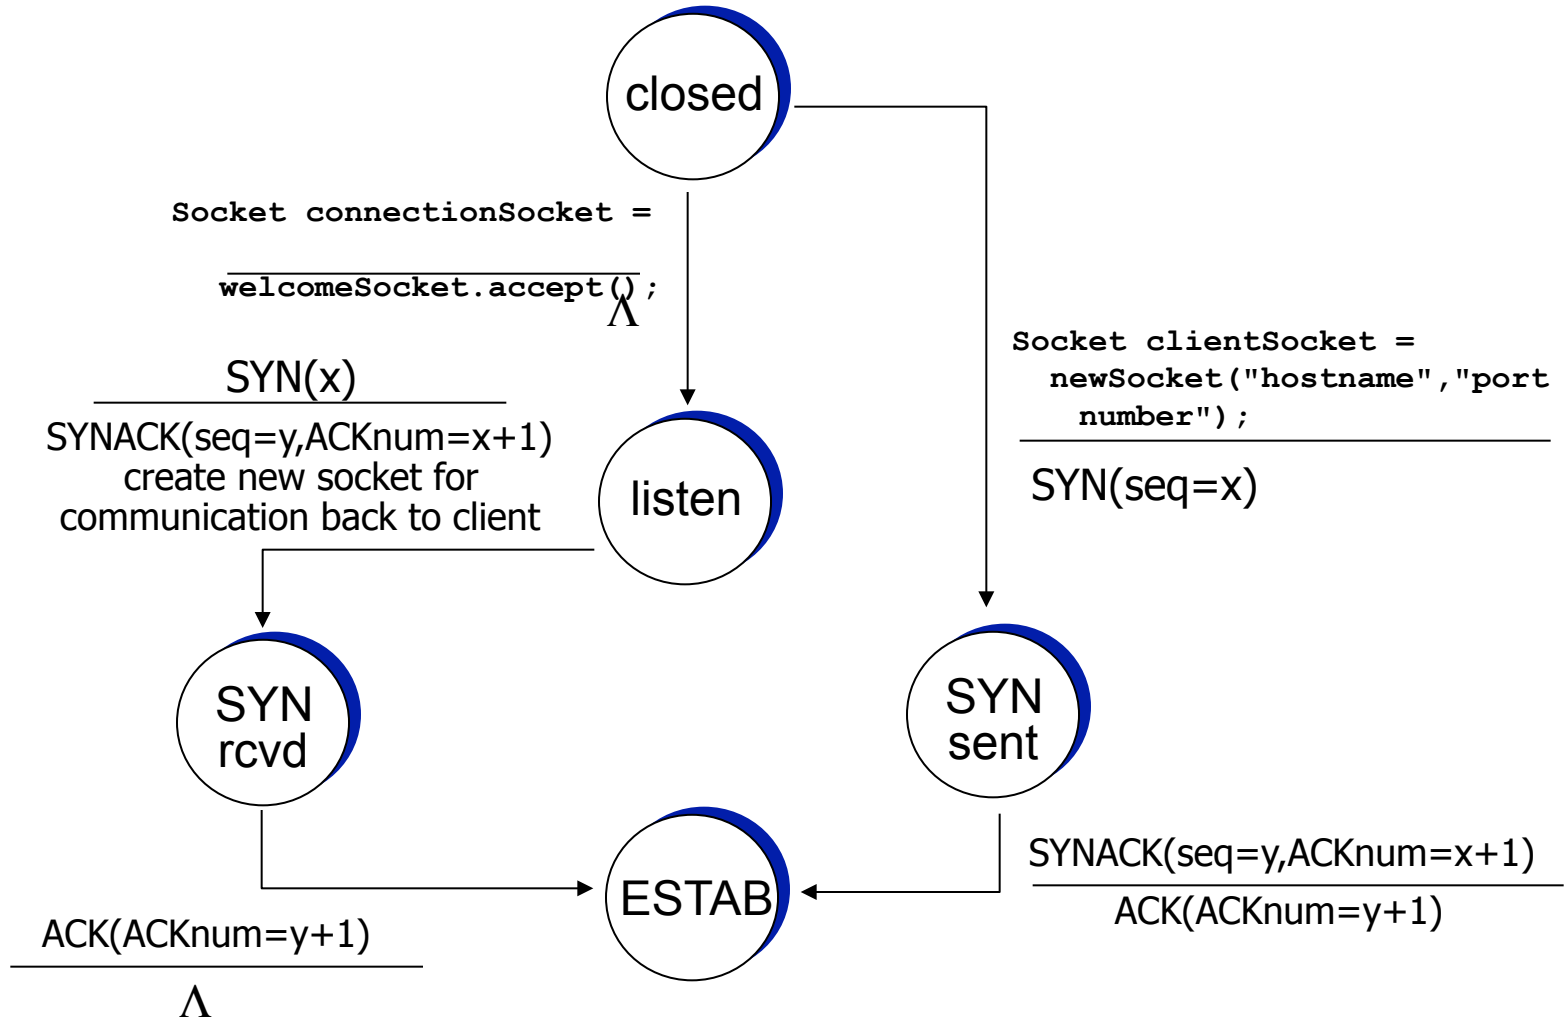 closed
Socket connectionSocket =
welcomeSocket.accept();
Λ
Socket clientSocket =
newSocket("hostname","port
number");
SYN(seq=x)
SYN(x)
SYNACK(seq=y,ACKnum=x+1)
create new socket for
communication back to client
listen
SYN
rcvd
SYN
sent
ESTAB
SYNACK(seq=y,ACKnum=x+1)
ACK(ACKnum=y+1)
ACK(ACKnum=y+1)
Λ